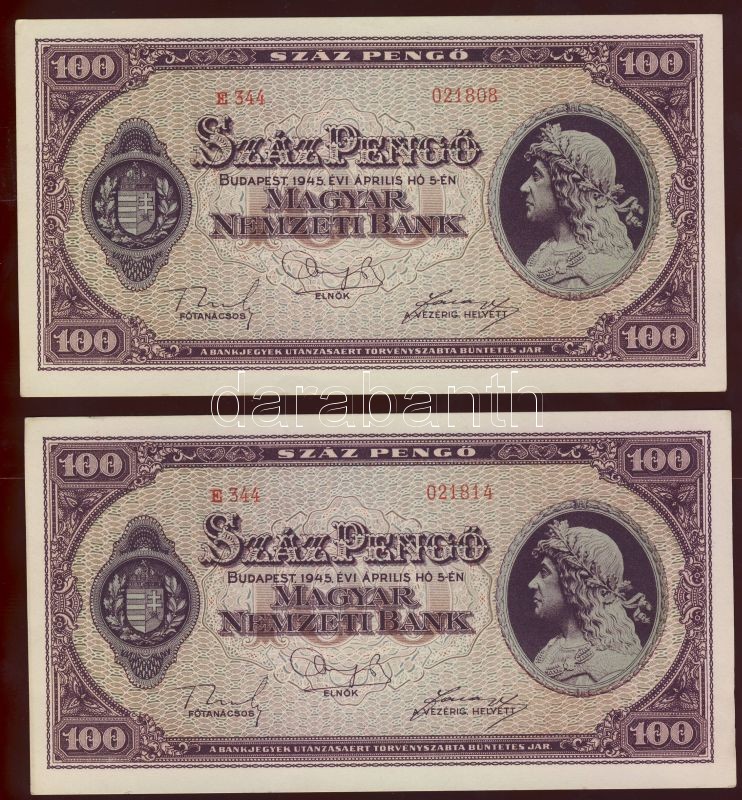 100 SZÁZ PENGŐ 100
E 344 021808
SZÁZ PENGŐ
BUDAPEST, 1945. ÉVI ÁPRILIS HÓ 5-ÉN
MAGYAR
NEMZETI BANK
FŐTANÁCSOS ELNÖK A VEZÉRIG. HELYETT
100 100
A BANKJEGYEK UTÁNZÁSÁÉRT TÖRVÉNYSZABTA BÜNTETÉS JÁR.
darabanth
100 SZÁZ PENGŐ 100
E 344 021814
SZÁZ PENGŐ
BUDAPEST, 1945. ÉVI ÁPRILIS HÓ 5-ÉN
MAGYAR
NEMZETI BANK
FŐTANÁCSOS ELNÖK A VEZÉRIG. HELYETT
100 100
A BANKJEGYEK UTÁNZÁSÁÉRT TÖRVÉNYSZABTA BÜNTETÉS JÁR.